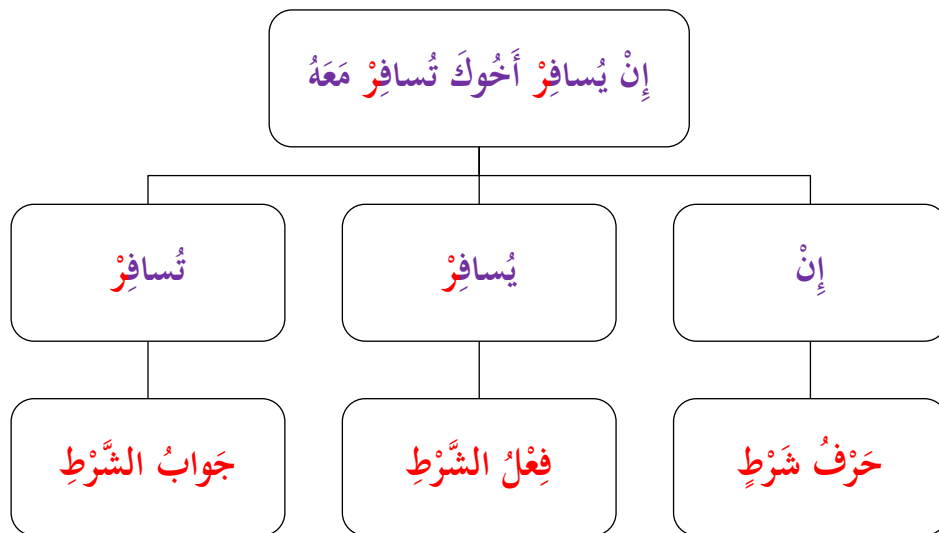 إِنْ يُسافِرْ أَخُوكَ تُسافِرْ مَعَهُ
إِنْ
يُسافِرْ
تُسافِرْ
حَرْفُ شَرْطٍ
فِعْلُ الشَّرْطِ
جَوابُ الشَّرْطِ